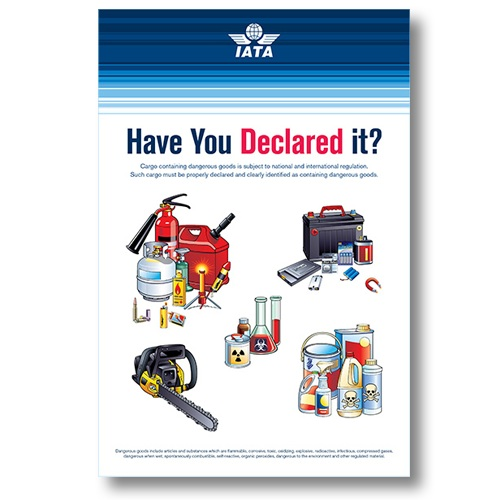 IATA
Have You Declared it?
Cargo containing dangerous goods is subject to national and international regulation.
Such cargo must be properly declared and clearly identified as containing dangerous goods.
Dangerous goods include articles and substances which are flammable, corrosive, toxic, oxidizing, explosive, radioactive, infectious, compressed gases,
dangerous when wet, spontaneously combustible, self-reactive, organic peroxides, dangerous to the environment and other regulated material.